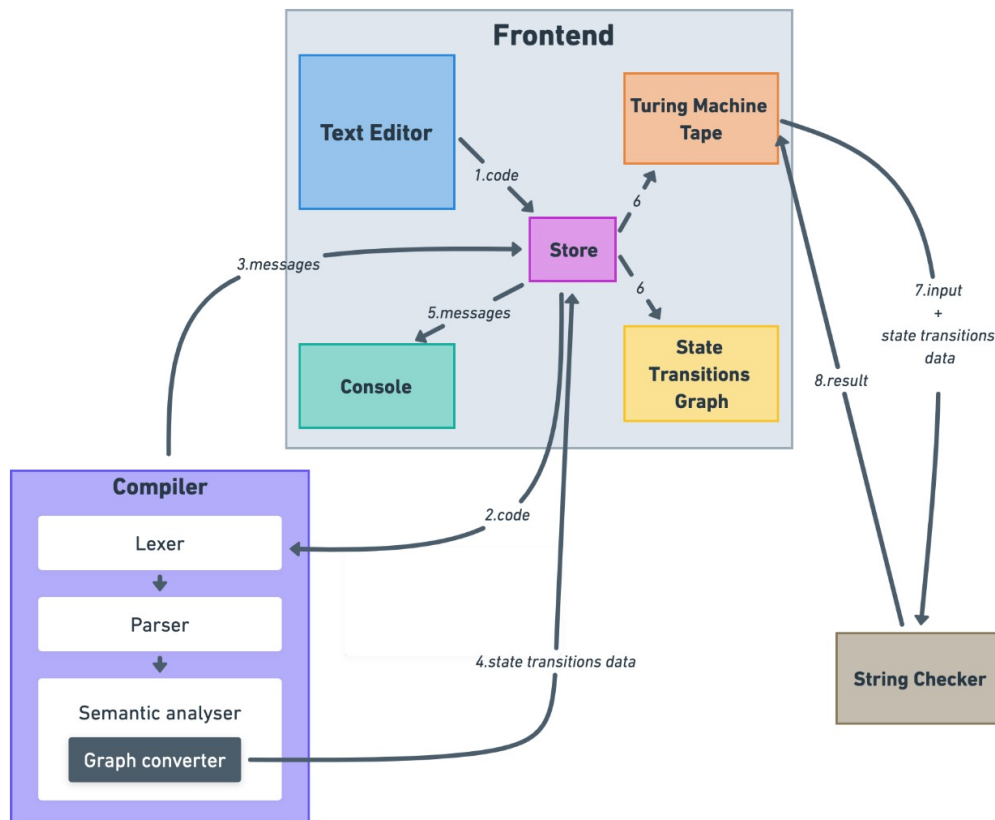 Frontend
Text Editor
Turing Machine
Tape
1.code
6
Store
3.messages
6
5.messages
7.input
+
state transitions
data
Console
State
Transitions
Graph
8.result
Compiler
2.code
Lexer
Parser
4.state transitions data
String Checker
Semantic analyser
Graph converter